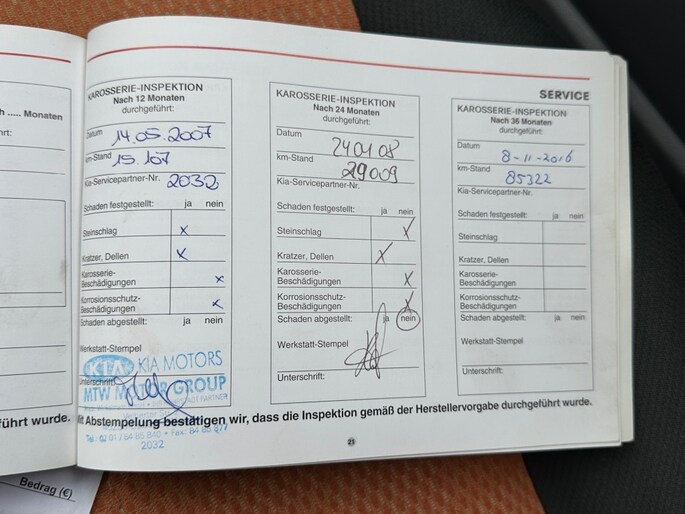 SERVICE
..... Monaten
KAROSSERIE-INSPEKTION
Nach 12 Monaten
durchgeführt:
Datum 14.05.2007
km-Stand 15.107
Kia-Servicepartner-Nr. 2032
Schaden festgestellt: ja nein
Steinschlag x
Kratzer, Dellen x
Karosserie-
Beschädigungen x
Korrosionsschutz-
Beschädigungen x
Schaden abgestellt: ja nein
Werkstatt-Stempel
KIA KIA MOTORS
Unterschrift:
MTW MOTOR GROUP
2032
KAROSSERIE-INSPEKTION
Nach 24 Monaten
durchgeführt:
Datum 240108
km-Stand 29009
Kia-Servicepartner-Nr.
Schaden festgestellt: ja nein
Steinschlag X
Kratzer, Dellen X
Karosserie-
Beschädigungen X
Korrosionsschutz-
Beschädigungen X
Schaden abgestellt: ja nein
Werkstatt-Stempel
Unterschrift:
KAROSSERIE-INSPEKTION
Nach 36 Monaten
durchgeführt:
Datum 8-11-2016
km-Stand 85322
Kia-Servicepartner-Nr.
Schaden festgestellt: ja nein
Steinschlag
Kratzer, Dellen
Karosserie-
Beschädigungen
Korrosionsschutz-
Beschädigungen
Schaden abgestellt: ja nein
Werkstatt-Stempel
Unterschrift:
führt wurde.
Mit Abstempelung bestätigen wir, dass die Inspektion gemäß der Herstellervorgabe durchgeführt wurde.
Bedrag (€)